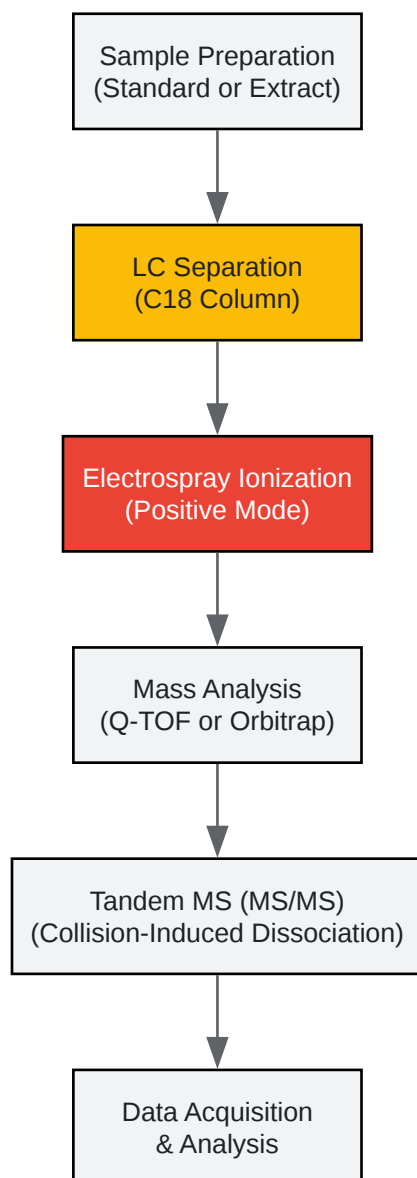 Sample Preparation
(Standard or Extract)
LC Separation
(C18 Column)
Electrospray Ionization
(Positive Mode)
Mass Analysis
(Q-TOF or Orbitrap)
Tandem MS (MS/MS)
(Collision-Induced Dissociation)
Data Acquisition
& Analysis